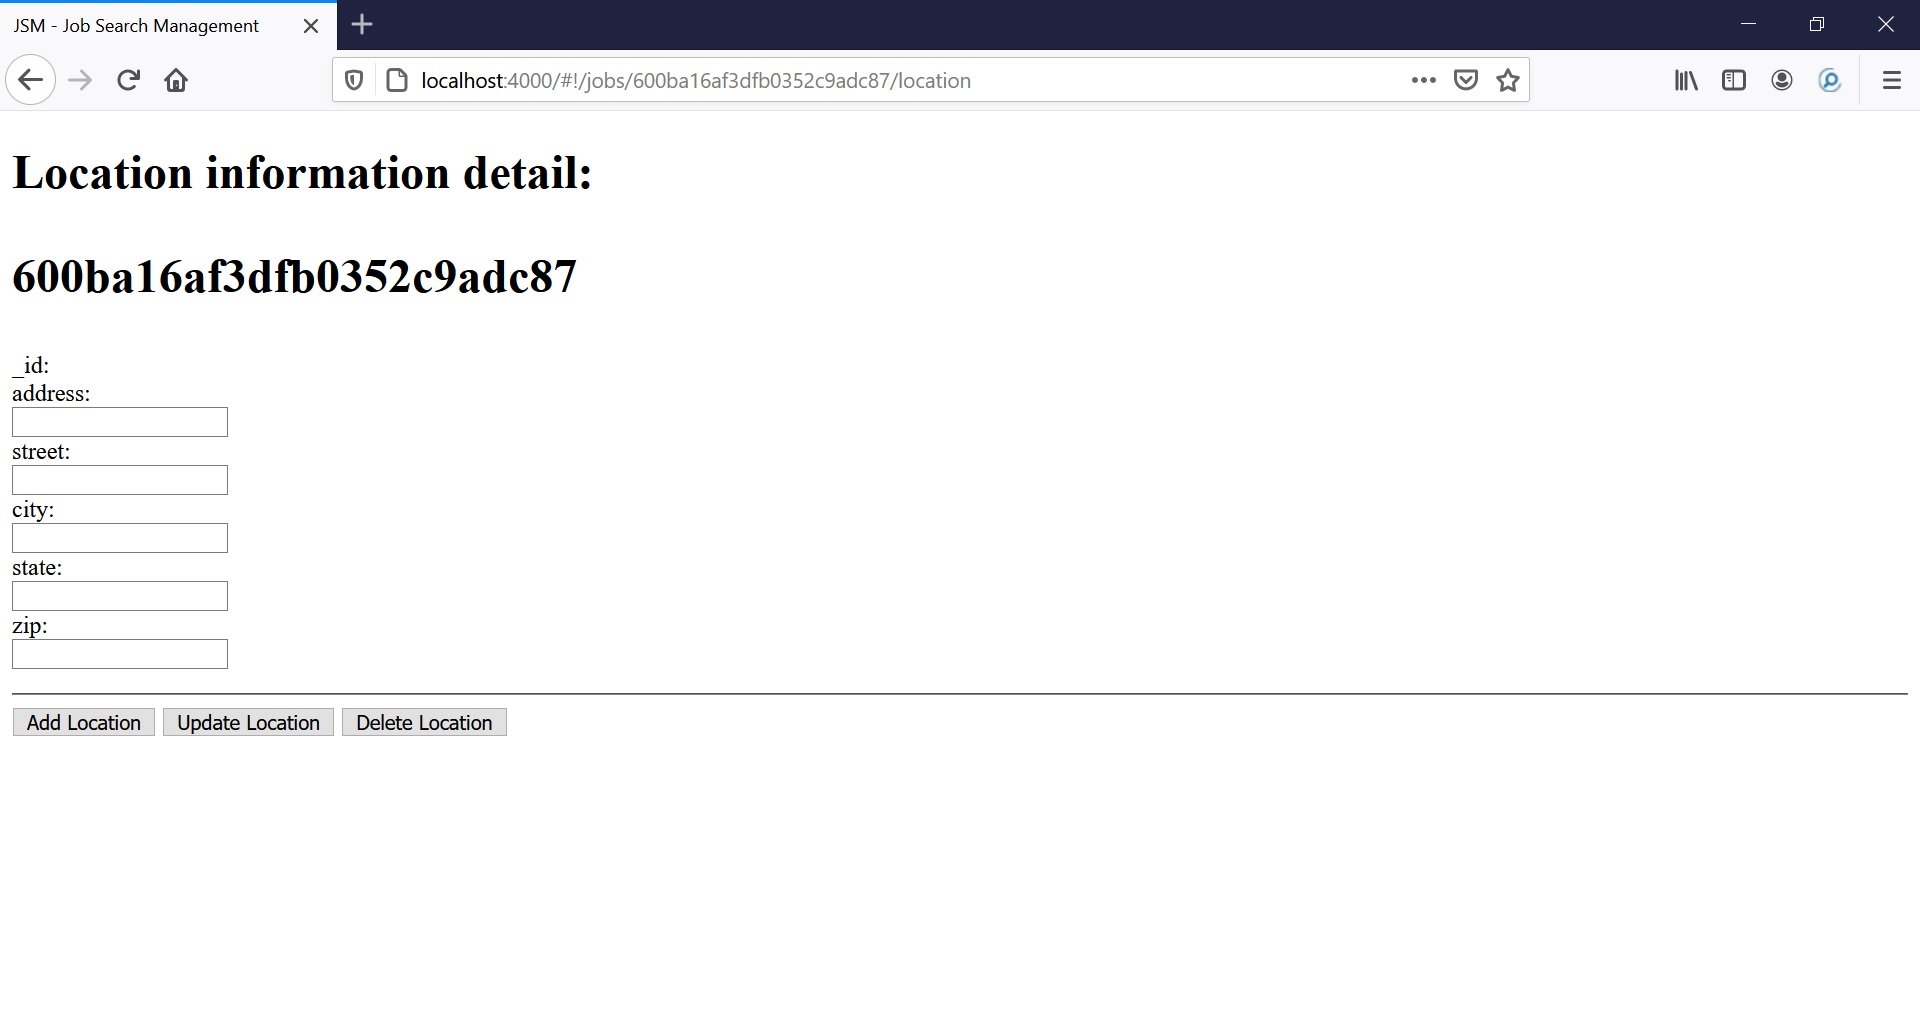 JSM - Job Search Management
localhost:4000/#!/jobs/600ba16af3dfb0352c9adc87/location
Location information detail:
600ba16af3dfb0352c9adc87
_id:
address:
street:
city:
state:
zip:
Add Location Update Location Delete Location